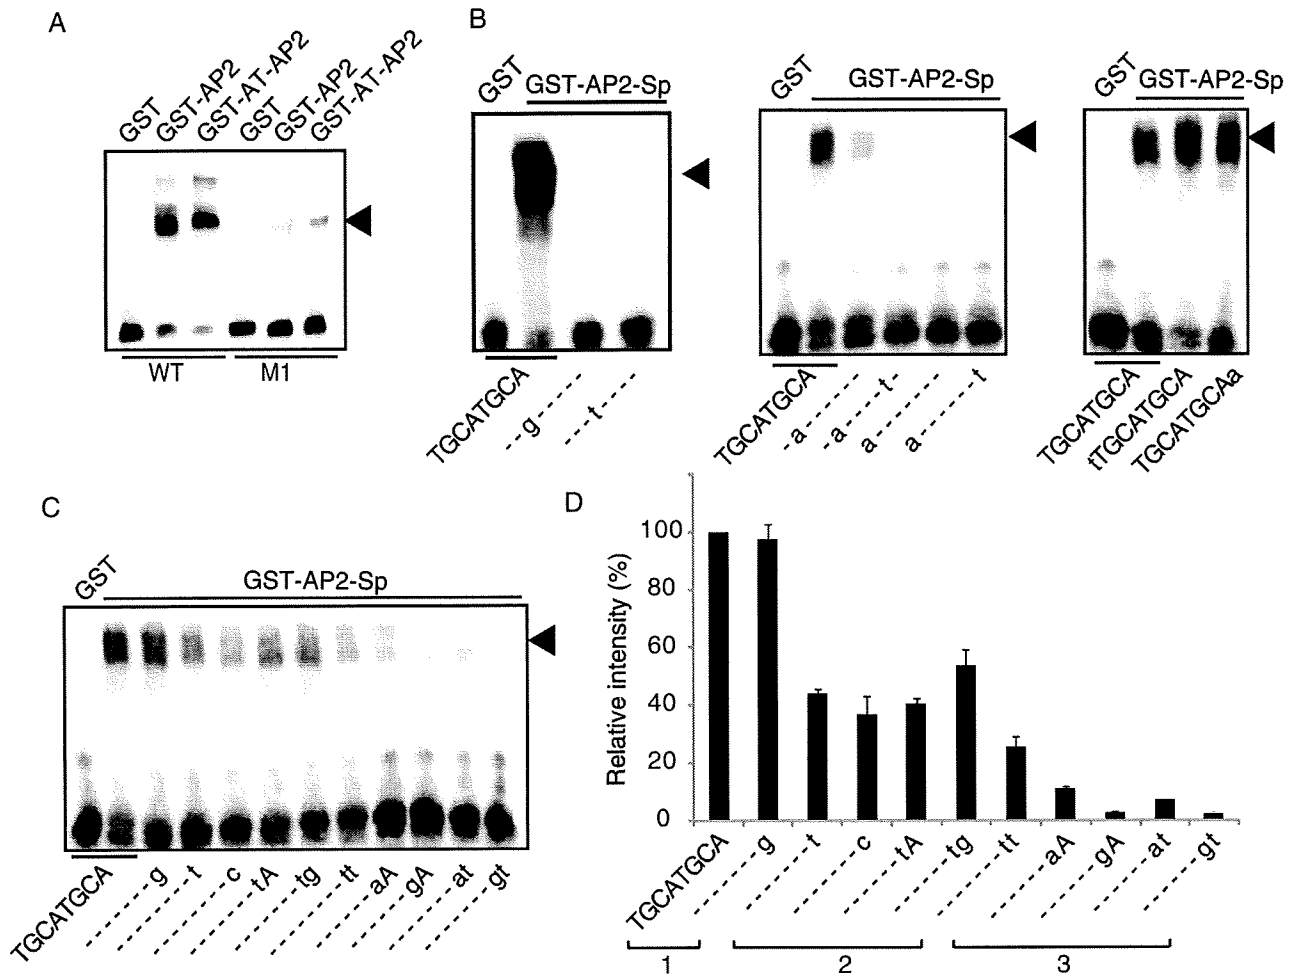 A
GST
GST-AP2
GST-AT-AP2
GST
GST-AP2
GST-AT-AP2
WT
M1
B
GST
GST-AP2-Sp
TGCATGCA
--g-----
---t----
GST
GST-AP2-Sp
TGCATGCA
-a------
-a----t-
a-------
a------t
GST
GST-AP2-Sp
TGCATGCA
tTGCATGCA
TGCATGCAa
C
GST
GST-AP2-Sp
TGCATGCA
-------g
-------t
-------c
------tA
------tg
------tt
------aA
------gA
------at
------gt
D
Relative intensity (%)
100
80
60
40
20
0
TGCATGCA
-------g
-------t
-------c
------tA
------tg
------tt
------aA
------gA
------at
------gt
1
2
3